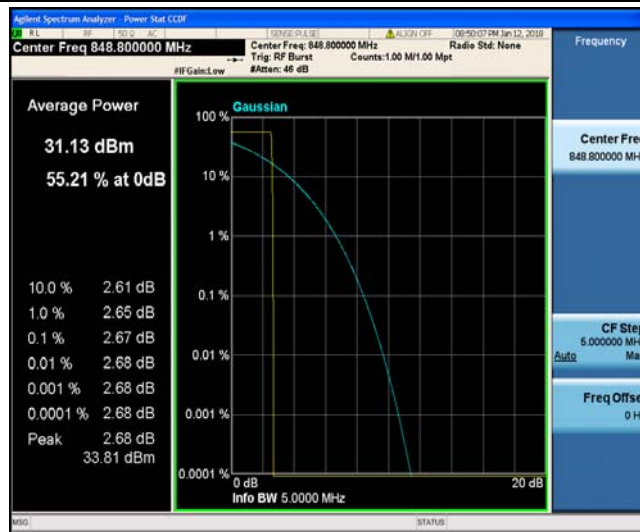 Agilent Spectrum Analyzer - Power Stat CCDF
RL RF 50 Ω AC SENSE:PULSE ALIGN OFF 08:50:07 PM Jan 12, 2018
Center Freq 848.800000 MHz
Center Freq: 848.800000 MHz Radio Std: None
Trig: RF Burst Counts:1.00 M/1.00 Mpt
#IFGain:Low #Atten: 46 dB
Frequency
Average Power
31.13 dBm
55.21 % at 0dB
10.0 % 2.61 dB
1.0 % 2.65 dB
0.1 % 2.67 dB
0.01 % 2.68 dB
0.001 % 2.68 dB
0.0001 % 2.68 dB
Peak 2.68 dB
33.81 dBm
Gaussian
100 %
10 %
1 %
0.1 %
0.01 %
0.001 %
0.0001 %
0 dB 20 dB
Info BW 5.0000 MHz
Center Fre
848.800000 MH
CF Step
5.000000 MH
Auto Ma
Freq Offse
0 H
MSG STATUS